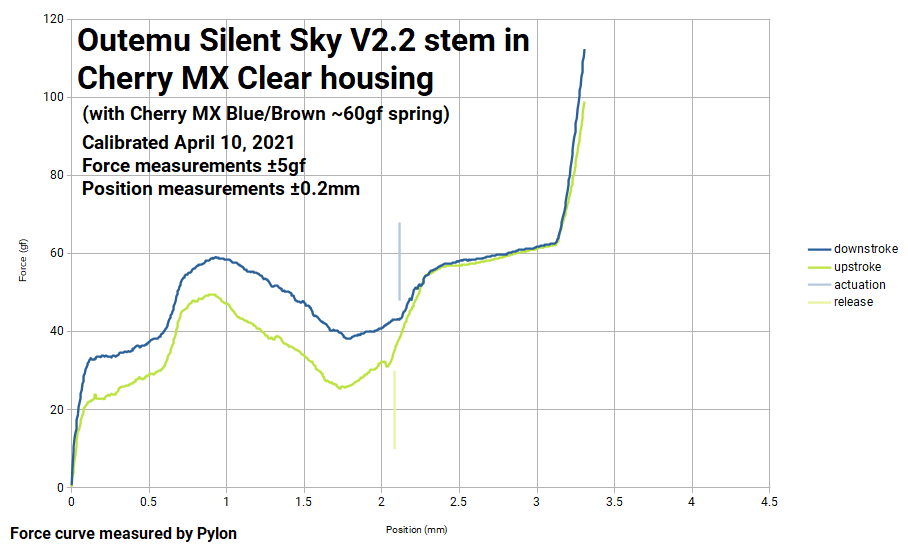 Outemu Silent Sky V2.2 stem in
Cherry MX Clear housing
(with Cherry MX Blue/Brown ~60gf spring)
Calibrated April 10, 2021
Force measurements ±5gf
Position measurements ±0.2mm
120
100
80
60
40
20
0
Force (gf)
0 0.5 1 1.5 2 2.5 3 3.5 4 4.5
Position (mm)
downstroke
upstroke
actuation
release
Force curve measured by Pylon